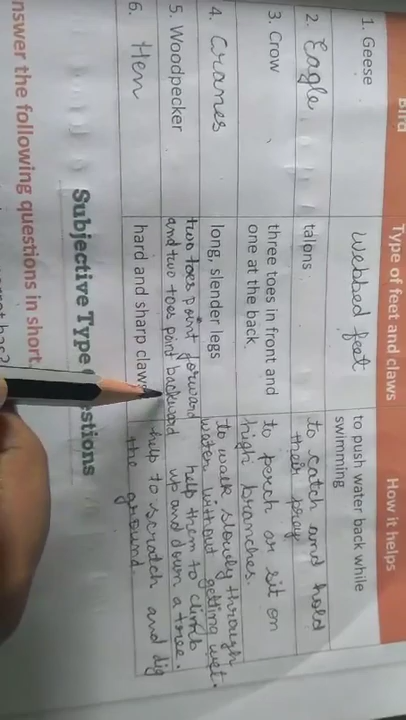 Bird Type of feet and claws How it helps
1. Geese webbed feet to push water back while
swimming
2. Eagle talons to catch and hold
their prey
3. Crow three toes in front and to perch or sit on
one at the back high branches.
4. Cranes long, slender legs to walk slowly through
water without getting wet.
5. Woodpecker two toes point forward help them to climb
and two toes point backward up and down a tree.
6. Hen hard and sharp claws help to scratch and dig
the ground.
Subjective Type
nswer the following questions in short.